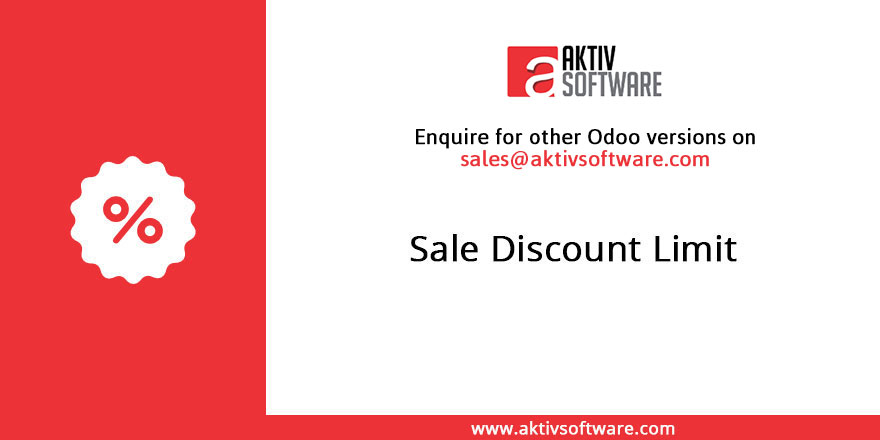 AKTIV
SOFTWARE
Enquire for other Odoo versions on
sales@aktivsoftware.com
%
Sale Discount Limit
www.aktivsoftware.com